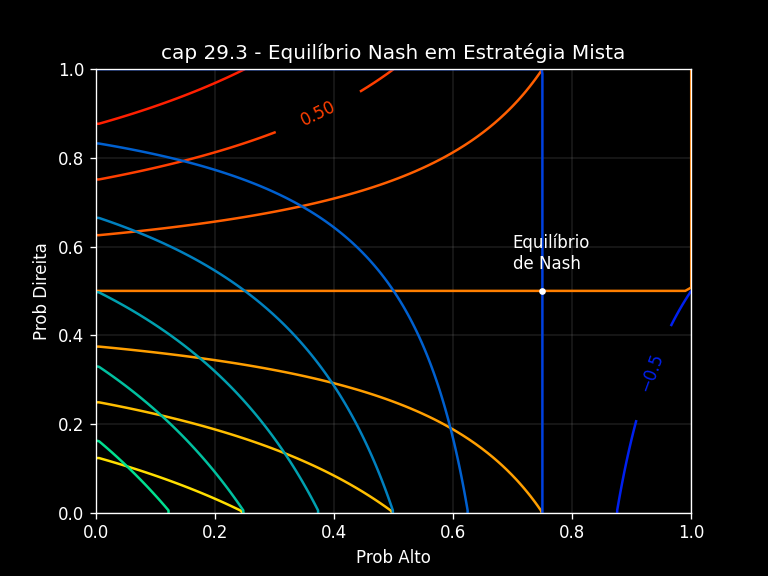 cap 29.3 - Equilíbrio Nash em Estratégia Mista
1.0
0.8
0.6
0.4
0.2
0.0
Prob Direita
0.50
Equilíbrio
de Nash
−0.5
0.0
0.2
0.4
0.6
0.8
1.0
Prob Alto